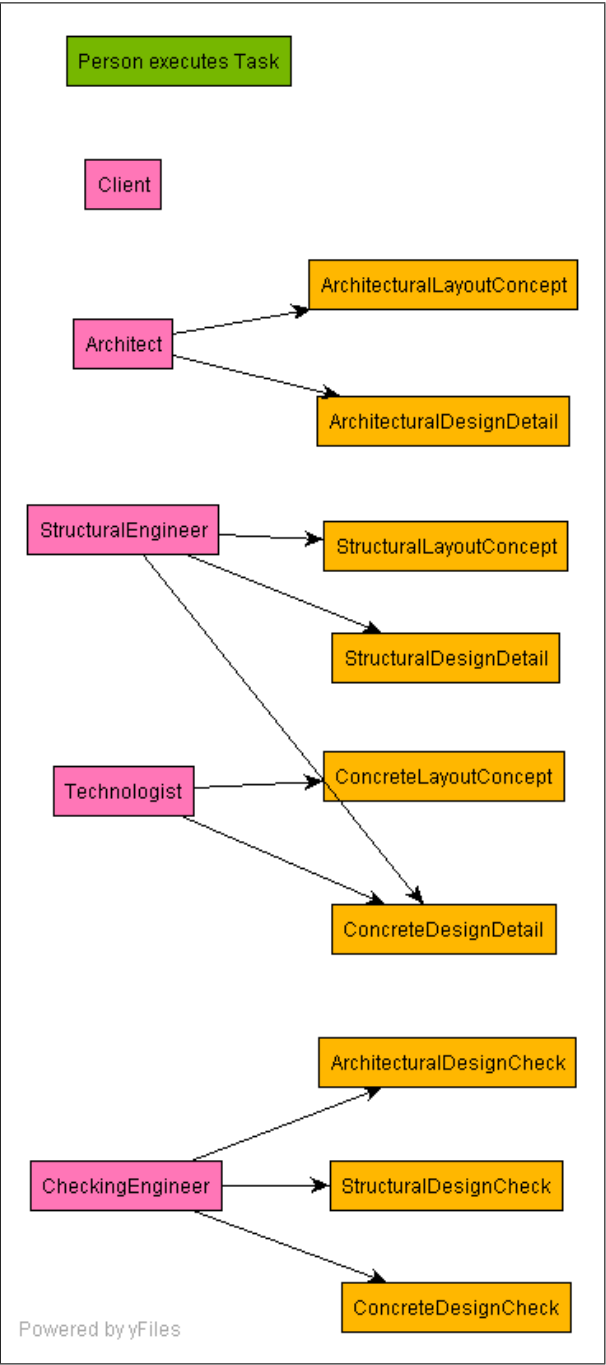 Person executes Task
Client
ArchitecturalLayoutConcept
Architect
ArchitecturalDesignDetail
StructuralEngineer
StructuralLayoutConcept
StructuralDesignDetail
ConcreteLayoutConcept
Technologist
ConcreteDesignDetail
ArchitecturalDesignCheck
CheckingEngineer
StructuralDesignCheck
ConcreteDesignCheck
Powered by yFiles